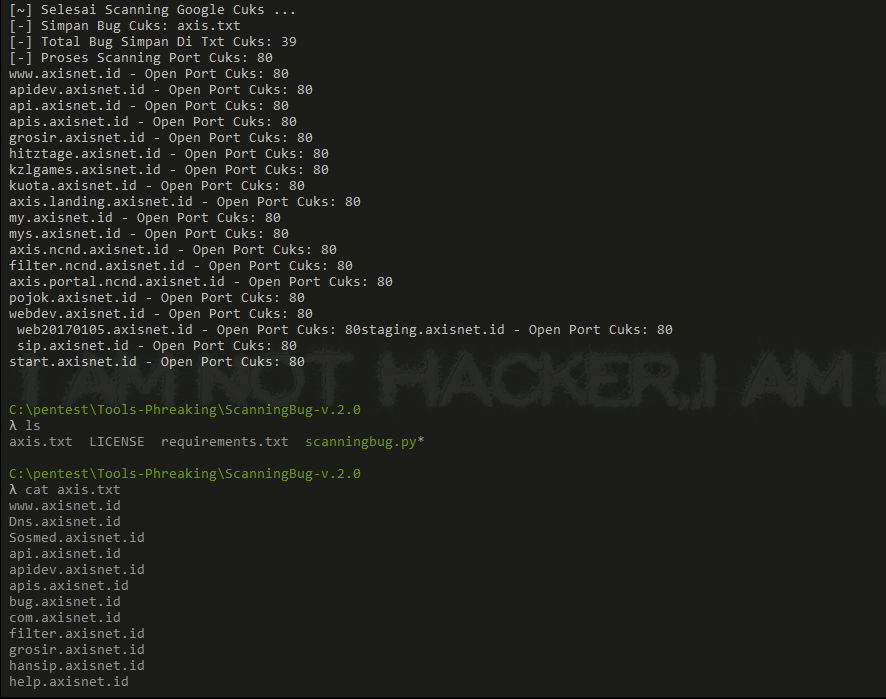 [~] Selesai Scanning Google Cuks ...
[-] Simpan Bug Cuks: axis.txt
[-] Total Bug Simpan Di Txt Cuks: 39
[-] Proses Scanning Port Cuks: 80
www.axisnet.id - Open Port Cuks: 80
apidev.axisnet.id - Open Port Cuks: 80
api.axisnet.id - Open Port Cuks: 80
apis.axisnet.id - Open Port Cuks: 80
grosir.axisnet.id - Open Port Cuks: 80
hitztage.axisnet.id - Open Port Cuks: 80
kzlgames.axisnet.id - Open Port Cuks: 80
kuota.axisnet.id - Open Port Cuks: 80
axis.landing.axisnet.id - Open Port Cuks: 80
my.axisnet.id - Open Port Cuks: 80
mys.axisnet.id - Open Port Cuks: 80
axis.ncnd.axisnet.id - Open Port Cuks: 80
filter.ncnd.axisnet.id - Open Port Cuks: 80
axis.portal.ncnd.axisnet.id - Open Port Cuks: 80
pojok.axisnet.id - Open Port Cuks: 80
webdev.axisnet.id - Open Port Cuks: 80
web20170105.axisnet.id - Open Port Cuks: 80staging.axisnet.id - Open Port Cuks: 80
sip.axisnet.id - Open Port Cuks: 80
start.axisnet.id - Open Port Cuks: 80
I AM NOT HACKER,, I AM
C:\pentest\Tools-Phreaking\ScanningBug-v.2.0
λ ls
axis.txt LICENSE requirements.txt scanningbug.py*
C:\pentest\Tools-Phreaking\ScanningBug-v.2.0
λ cat axis.txt
www.axisnet.id
Dns.axisnet.id
Sosmed.axisnet.id
api.axisnet.id
apidev.axisnet.id
apis.axisnet.id
bug.axisnet.id
com.axisnet.id
filter.axisnet.id
grosir.axisnet.id
hansip.axisnet.id
help.axisnet.id